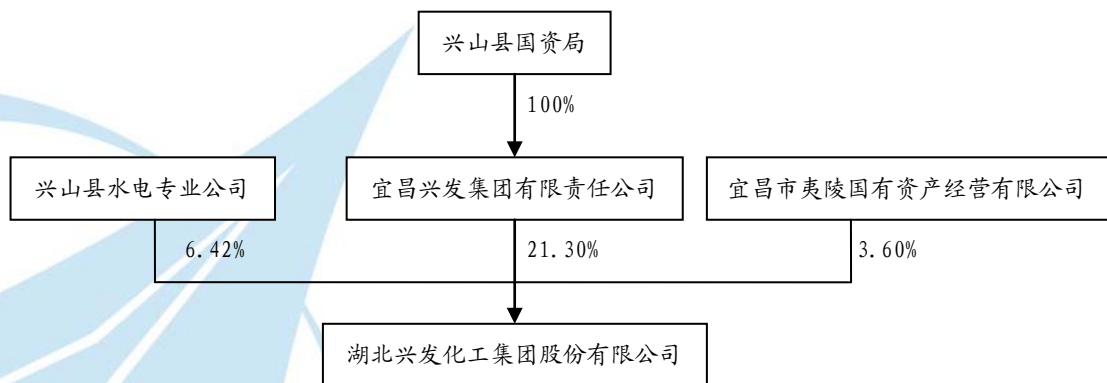 兴山县国资局
100%
兴山县水电专业公司
宜昌兴发集团有限责任公司
宜昌市夷陵国有资产经营有限公司
6.42%
21.30%
3.60%
湖北兴发化工集团股份有限公司